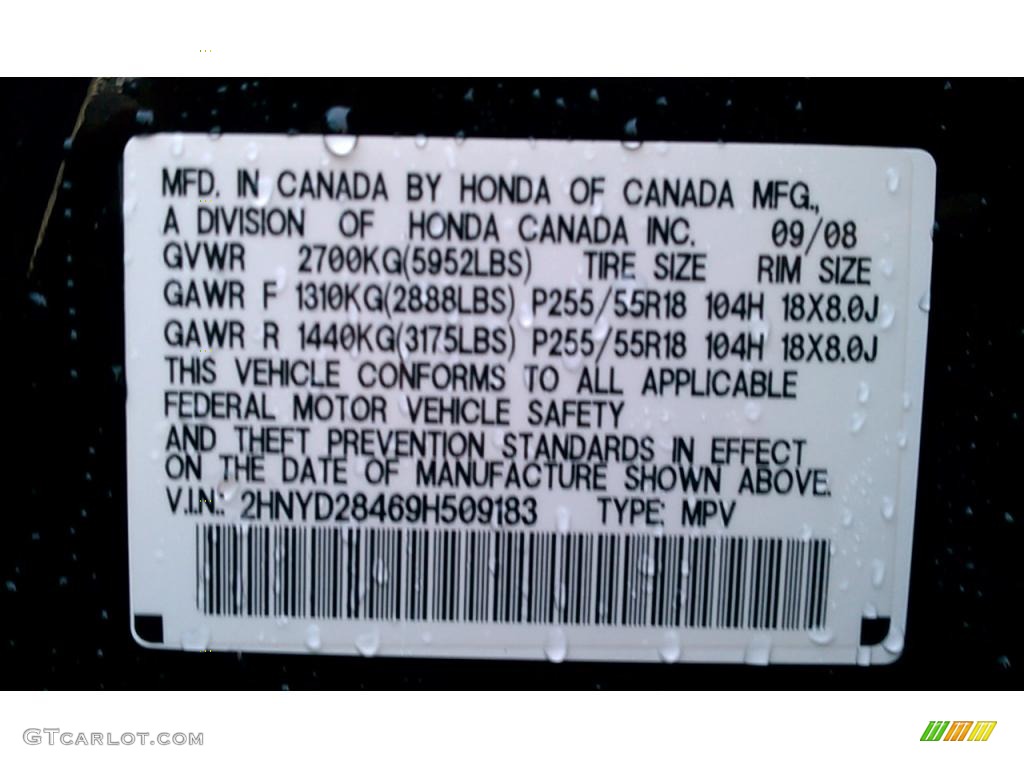 MFD. IN CANADA BY HONDA OF CANADA MFG.,
A DIVISION OF HONDA CANADA INC. 09/08
GVWR 2700KG(5952LBS) TIRE SIZE RIM SIZE
GAWR F 1310KG(2888LBS) P255/55R18 104H 18X8.0J
GAWR R 1440KG(3175LBS) P255/55R18 104H 18X8.0J
THIS VEHICLE CONFORMS TO ALL APPLICABLE
FEDERAL MOTOR VEHICLE SAFETY
AND THEFT PREVENTION STANDARDS IN EFFECT
ON THE DATE OF MANUFACTURE SHOWN ABOVE.
V.I.N.: 2HNYD28469H509183 TYPE: MPV
GTCARLOT.COM